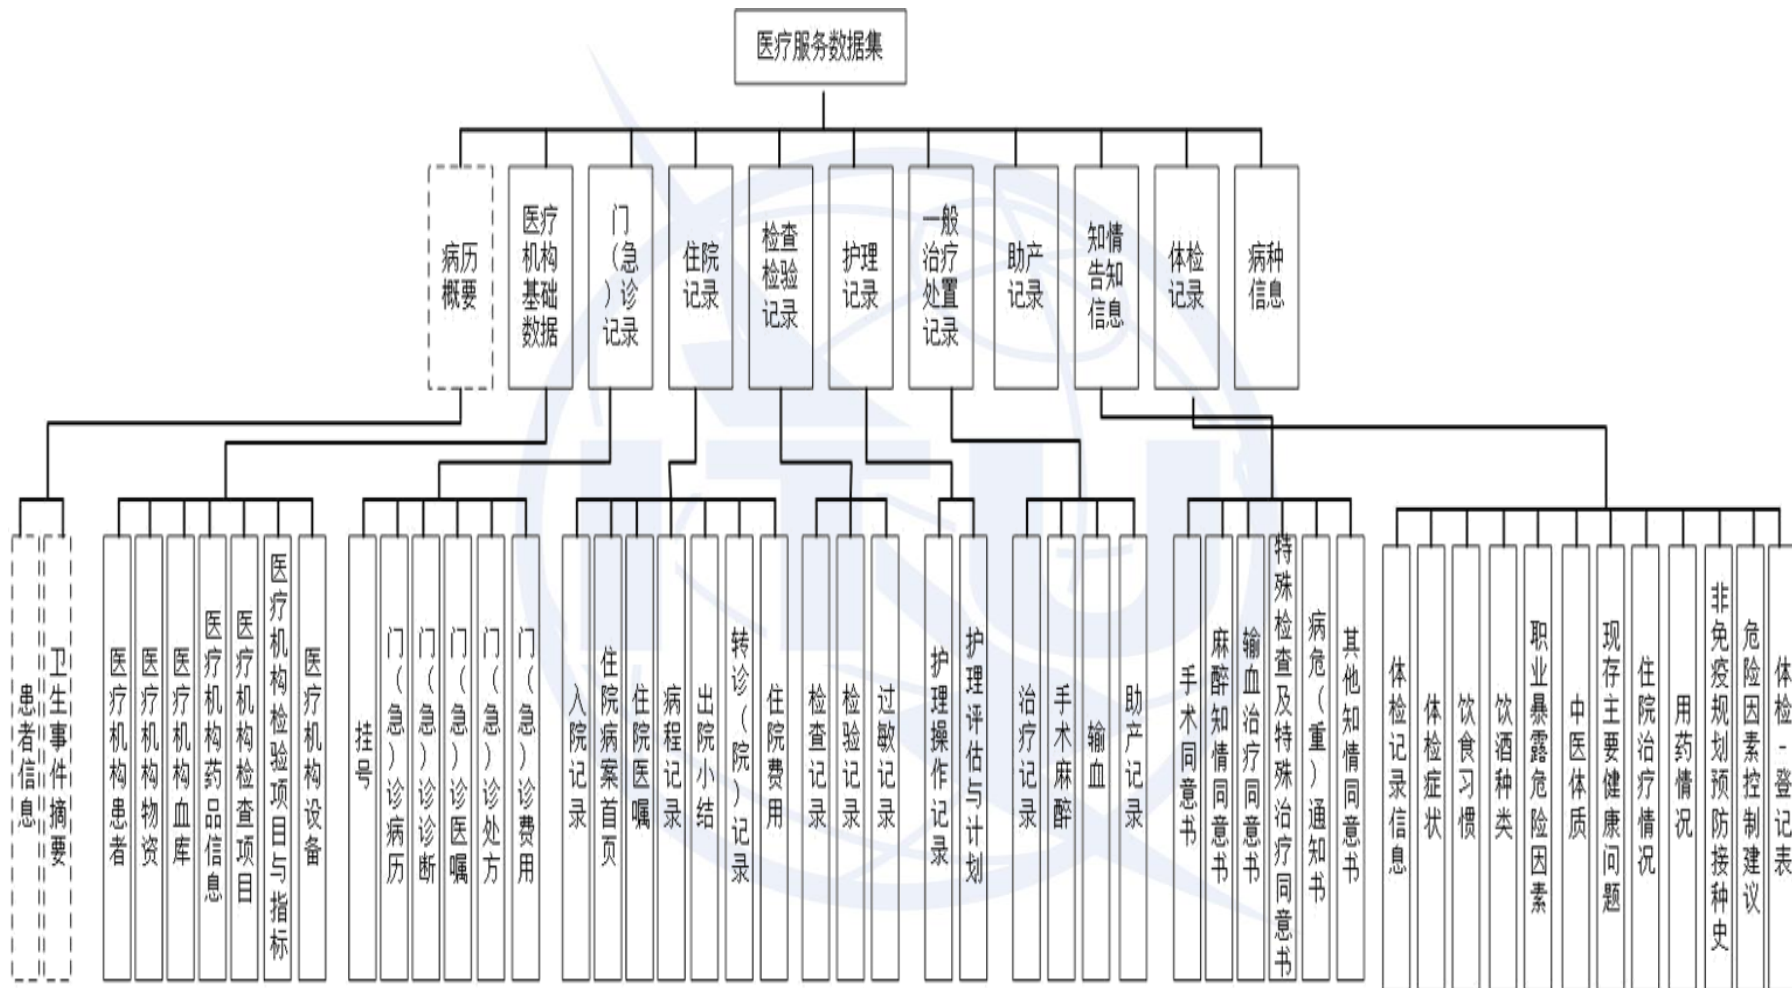 医疗服务数据集
病历
概要
医疗
机构
基础
数据
门
（急
）诊
记录
住院
记录
检查
检验
记录
护理
记录
一般
治疗
处置
记录
助产
记录
知情
告知
信息
体检
记录
病种
信息
患者信息
卫生事件摘要
医疗机构患者
医疗机构物资
医疗机构血库
医疗机构药品信息
医疗机构检查项目
医疗机构检验项目与指标
医疗机构设备
挂号
门（急）诊病历
门（急）诊诊断
门（急）诊医嘱
门（急）诊处方
门（急）诊费用
入院记录
住院病案首页
住院医嘱
病程记录
出院小结
转诊（院）记录
住院费用
检查记录
检验记录
过敏记录
护理操作记录
护理评估与计划
治疗记录
手术麻醉
输血
助产记录
手术同意书
麻醉知情同意书
输血治疗同意书
特殊检查及特殊治疗同意书
病危（重）通知书
其他知情同意书
体检记录信息
体检症状
饮食习惯
饮酒种类
职业暴露危险因素
中医体质
现存主要健康问题
住院治疗情况
用药情况
非免疫规划预防接种史
危险因素控制建议
体检-登记表
ITU